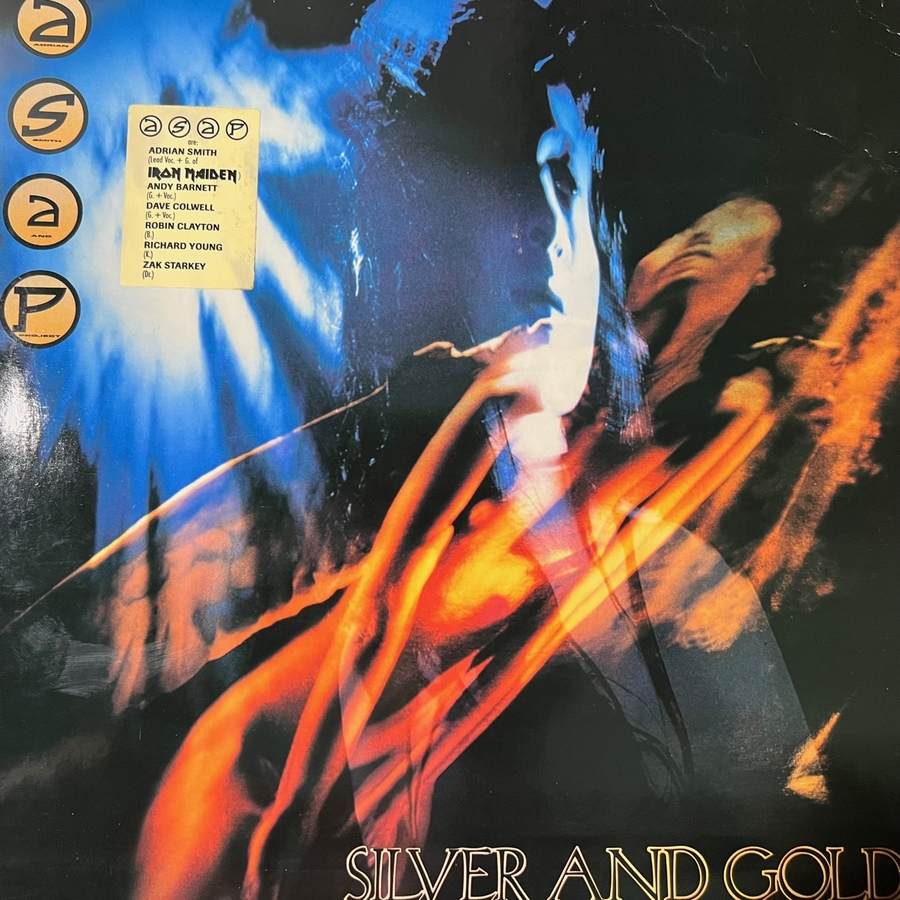 a
ADRIAN
S
SMITH
a
AND
P
PROJECT
a s a P
are:
ADRIAN SMITH
(Lead Voc. + G. of
IRON MAIDEN)
ANDY BARNETT
(G. + Voc.)
DAVE COLWELL
(G. + Voc.)
ROBIN CLAYTON
(B.)
RICHARD YOUNG
(K.)
ZAK STARKEY
(Dr.)
SILVER AND GOLD